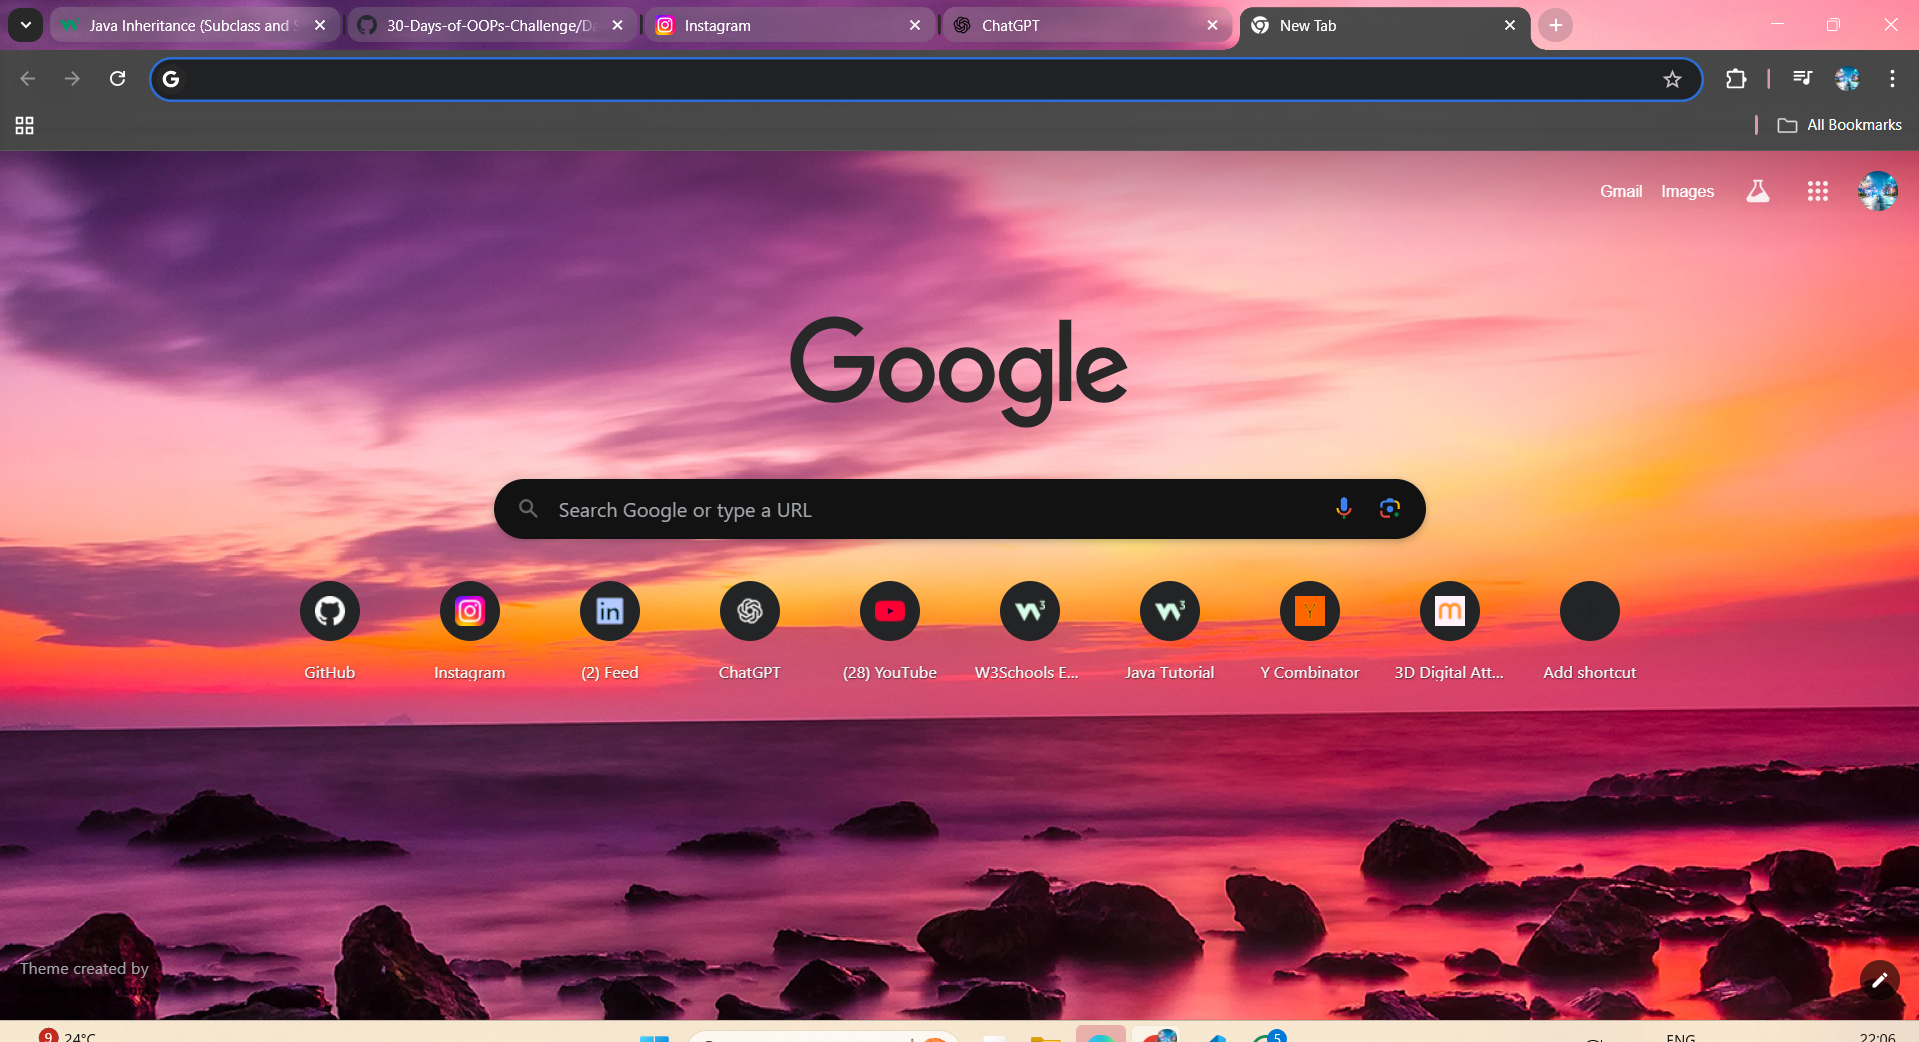 Java Inheritance (Subclass and S
30-Days-of-OOPs-Challenge/Da
Instagram
ChatGPT
New Tab
All Bookmarks
Gmail
Images
Google
Search Google or type a URL
GitHub
Instagram
(2) Feed
ChatGPT
(28) YouTube
W3Schools E...
Java Tutorial
Y Combinator
3D Digital Att...
Add shortcut
Theme created by
9
24°C
5
ENG
22:06